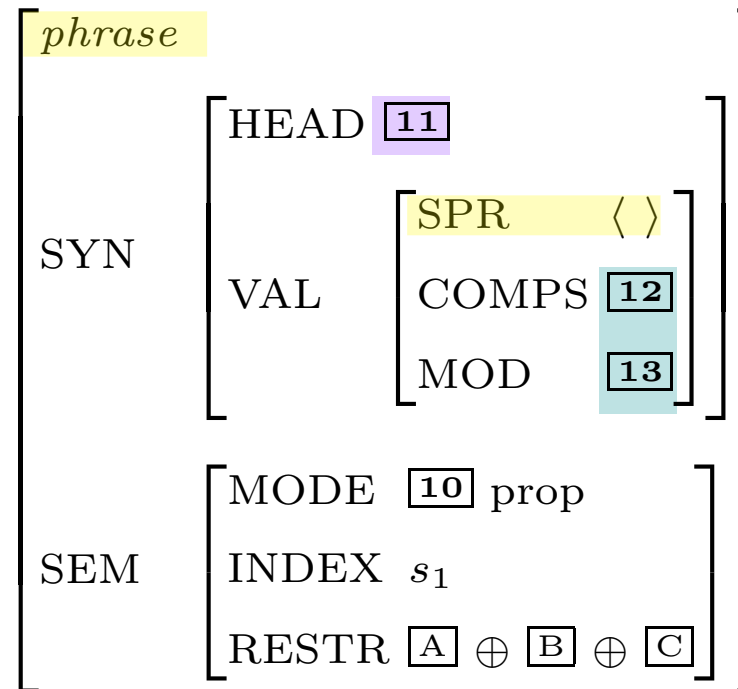 phrase
HEAD 11
SPR ⟨ ⟩
SYN
VAL COMPS 12
MOD 13
MODE 10 prop
SEM INDEX s₁
RESTR A ⊕ B ⊕ C